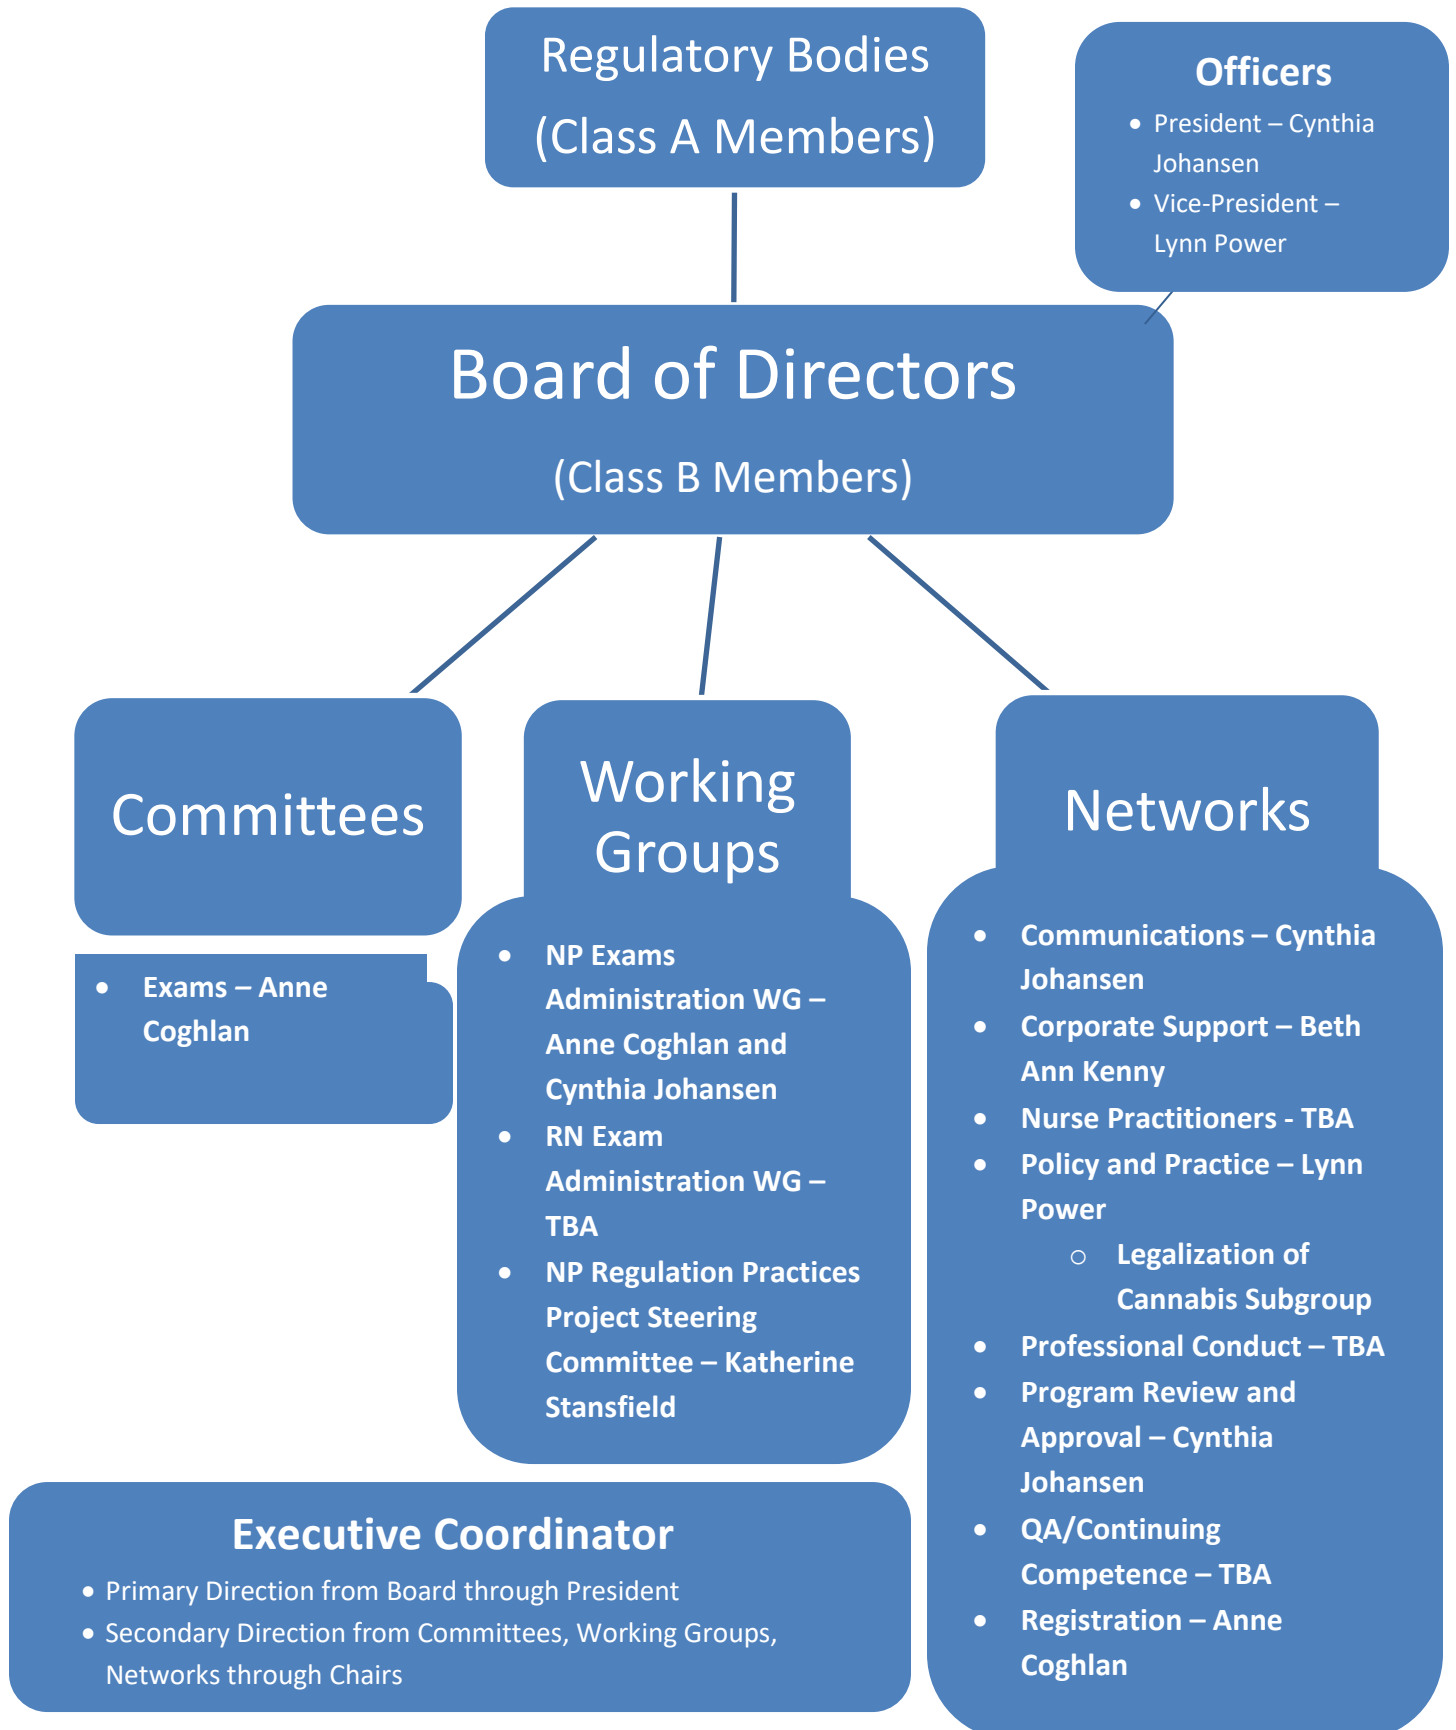 Regulatory Bodies
(Class A Members)
Officers
• President – Cynthia
Johansen
• Vice-President –
Lynn Power
Board of Directors
(Class B Members)
Committees
• Exams – Anne
Coghlan
Working
Groups
• NP Exams
Administration WG –
Anne Coghlan and
Cynthia Johansen
• RN Exam
Administration WG –
TBA
• NP Regulation Practices
Project Steering
Committee – Katherine
Stansfield
Networks
• Communications – Cynthia
Johansen
• Corporate Support – Beth
Ann Kenny
• Nurse Practitioners - TBA
• Policy and Practice – Lynn
Power
o Legalization of
Cannabis Subgroup
• Professional Conduct – TBA
• Program Review and
Approval – Cynthia
Johansen
• QA/Continuing
Competence – TBA
• Registration – Anne
Coghlan
Executive Coordinator
• Primary Direction from Board through President
• Secondary Direction from Committees, Working Groups,
Networks through Chairs